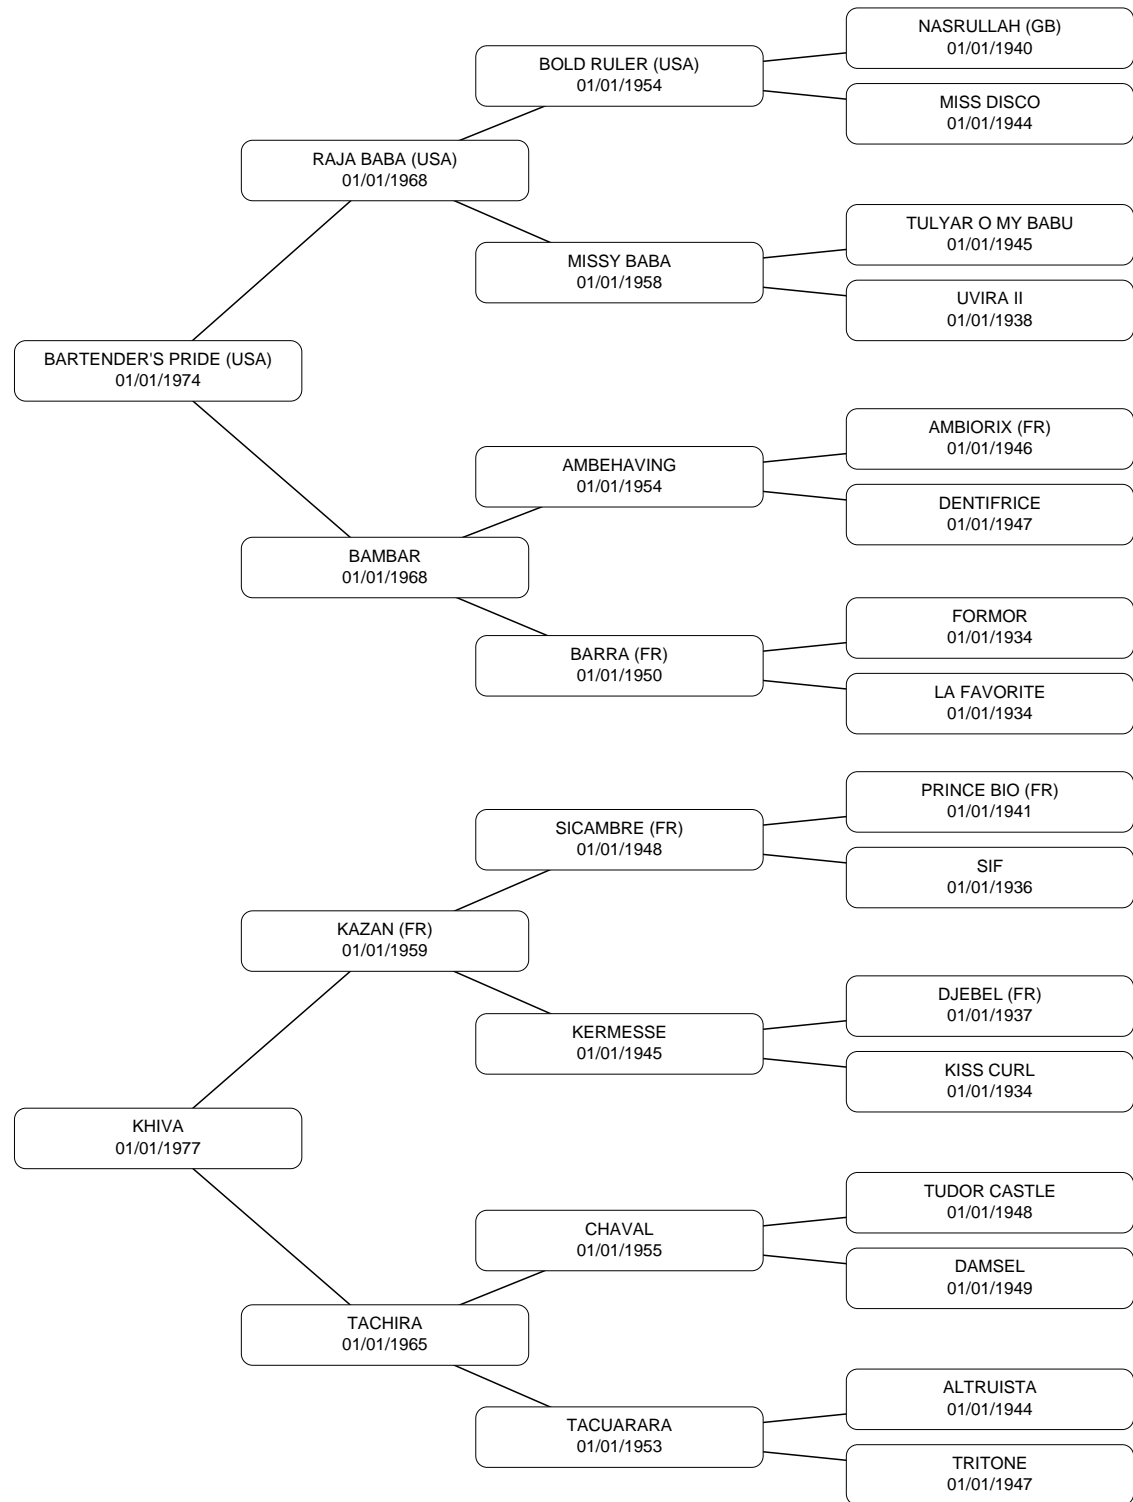 NASRULLAH (GB)
01/01/1940
BOLD RULER (USA)
01/01/1954
MISS DISCO
01/01/1944
RAJA BABA (USA)
01/01/1968
TULYAR O MY BABU
01/01/1945
MISSY BABA
01/01/1958
UVIRA II
01/01/1938
BARTENDER'S PRIDE (USA)
01/01/1974
AMBIORIX (FR)
01/01/1946
AMBEHAVING
01/01/1954
DENTIFRICE
01/01/1947
BAMBAR
01/01/1968
FORMOR
01/01/1934
BARRA (FR)
01/01/1950
LA FAVORITE
01/01/1934
PRINCE BIO (FR)
01/01/1941
SICAMBRE (FR)
01/01/1948
SIF
01/01/1936
KAZAN (FR)
01/01/1959
DJEBEL (FR)
01/01/1937
KERMESSE
01/01/1945
KISS CURL
01/01/1934
KHIVA
01/01/1977
TUDOR CASTLE
01/01/1948
CHAVAL
01/01/1955
DAMSEL
01/01/1949
TACHIRA
01/01/1965
ALTRUISTA
01/01/1944
TACUARARA
01/01/1953
TRITONE
01/01/1947